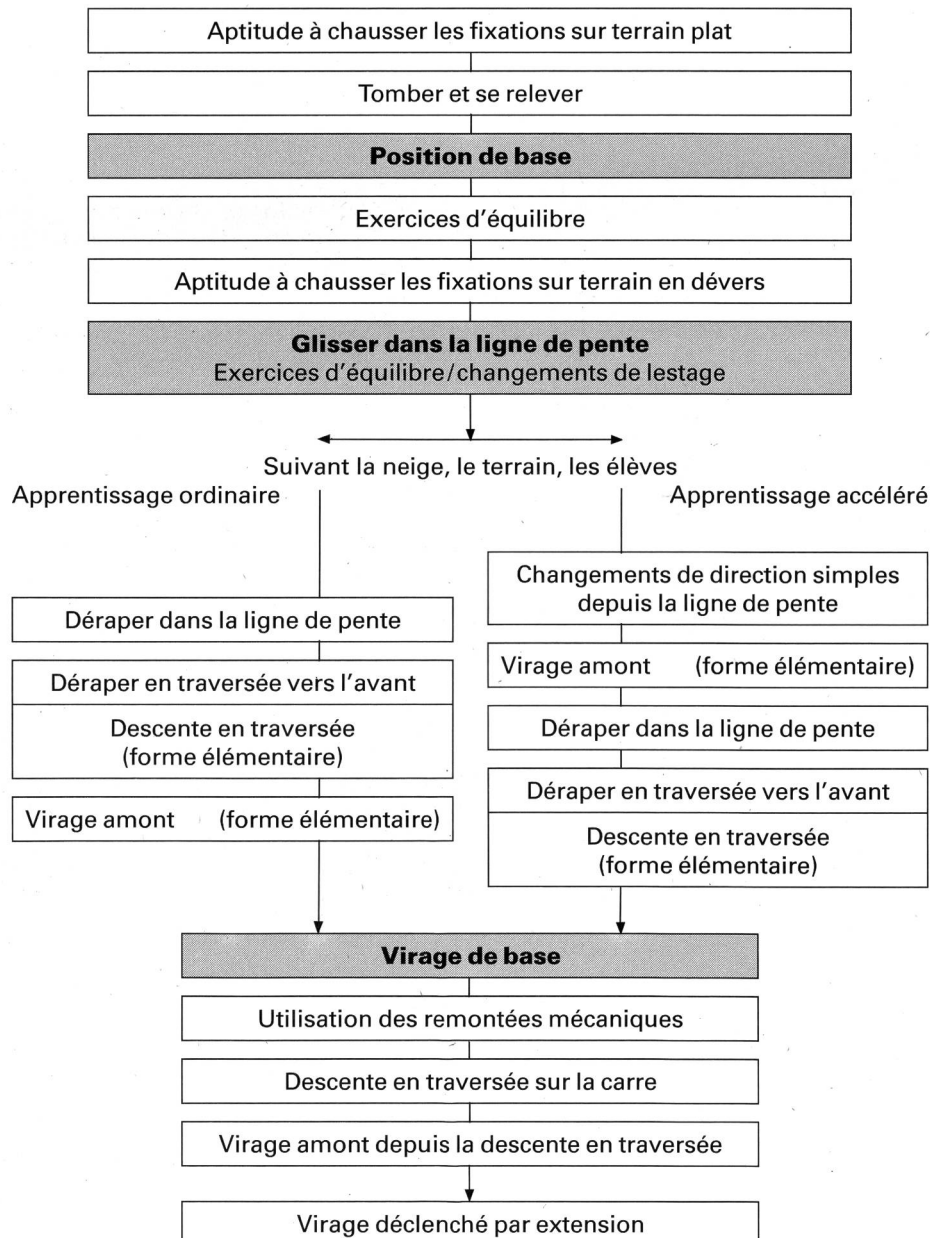 Aptitude à chausser les fixations sur terrain plat
Tomber et se relever
Position de base
Exercices d'équilibre
Aptitude à chausser les fixations sur terrain en dévers
Glisser dans la ligne de pente
Exercices d'équilibre/changements de lestage
Suivant la neige, le terrain, les élèves
Apprentissage ordinaire
Déraper dans la ligne de pente
Déraper en traversée vers l'avant
Descente en traversée
(forme élémentaire)
Virage amont (forme élémentaire)
Apprentissage accéléré
Changements de direction simples
depuis la ligne de pente
Virage amont (forme élémentaire)
Déraper dans la ligne de pente
Déraper en traversée vers l'avant
Descente en traversée
(forme élémentaire)
Virage de base
Utilisation des remontées mécaniques
Descente en traversée sur la carre
Virage amont depuis la descente en traversée
Virage déclenché par extension